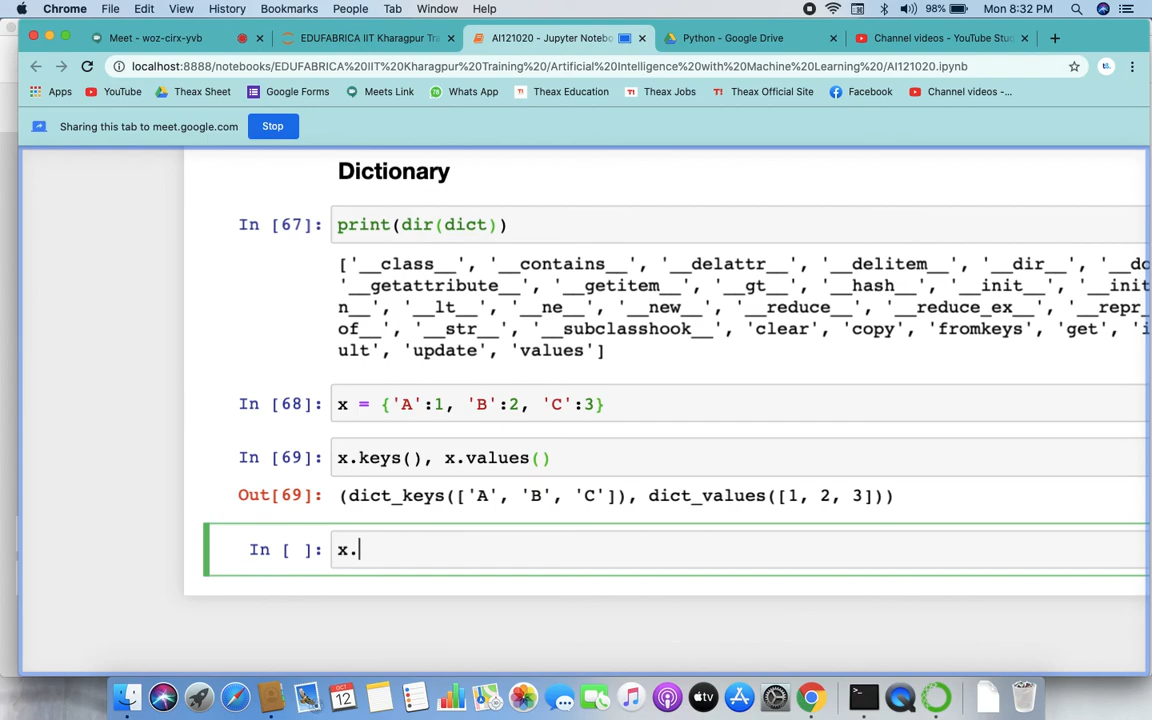 Chrome File Edit View History Bookmarks People Tab Window Help 98% Mon 8:32 PM
Meet - woz-cirx-yvb EDUFABRICA IIT Kharagpur Tra AI121020 - Jupyter Notebo Python - Google Drive Channel videos - YouTube Stud
localhost:8888/notebooks/EDUFABRICA%20IIT%20Kharagpur%20Training%20/Artificial%20Intelligence%20with%20Machine%20Learning%20/AI121020.ipynb
Apps YouTube Theax Sheet Google Forms Meets Link Whats App Theax Education Theax Jobs Theax Official Site Facebook Channel videos -...
Sharing this tab to meet.google.com Stop
Dictionary
In [67]: print(dir(dict))
['__class__', '__contains__', '__delattr__', '__delitem__', '__dir__', '__do
'__getattribute__', '__getitem__', '__gt__', '__hash__', '__init__', '__init
n__', '__lt__', '__ne__', '__new__', '__reduce__', '__reduce_ex__', '__repr_
of__', '__str__', '__subclasshook__', 'clear', 'copy', 'fromkeys', 'get', 'i
ult', 'update', 'values']
In [68]: x = {'A':1, 'B':2, 'C':3}
In [69]: x.keys(), x.values()
Out[69]: (dict_keys(['A', 'B', 'C']), dict_values([1, 2, 3]))
In [ ]: x.
OCT
12
tv